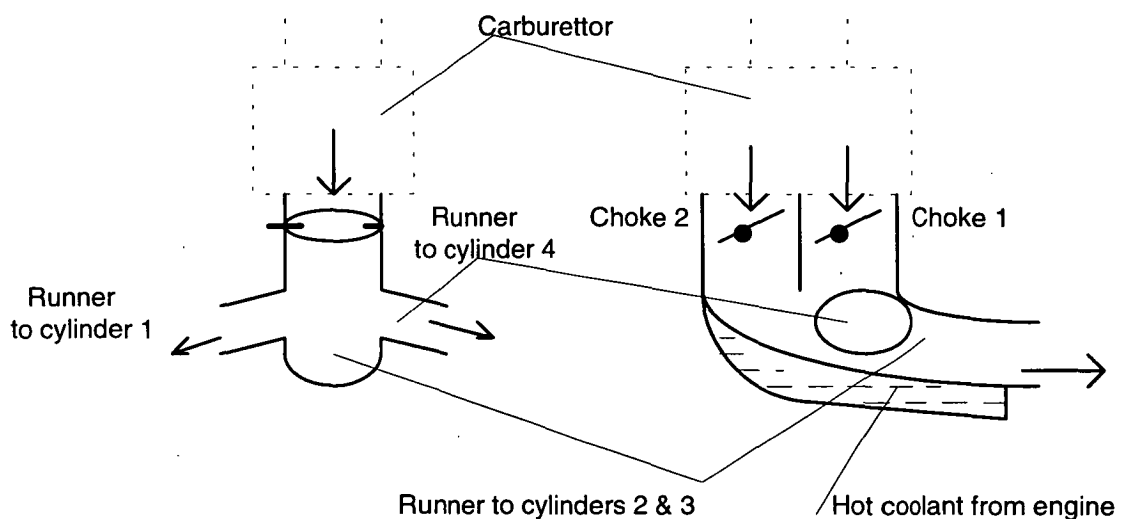 Carburettor
Runner
to cylinder 4
Choke 2
Choke 1
Runner
to cylinder 1
Runner to cylinders 2 & 3
Hot coolant from engine